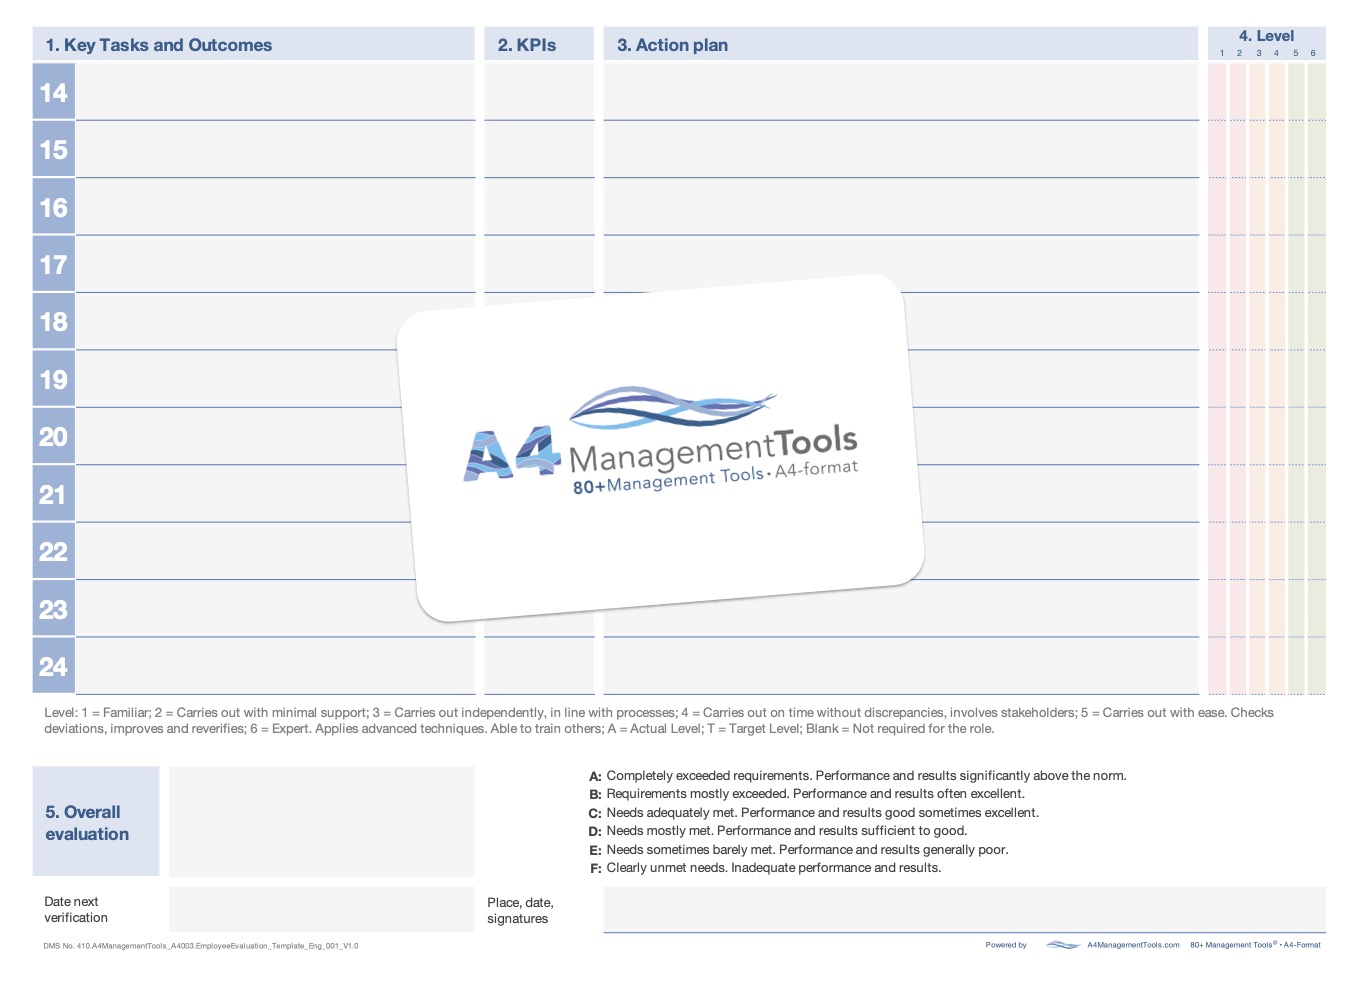 1. Key Tasks and Outcomes
2. KPIs
3. Action plan
4. Level
1 2 3 4 5 6
14
15
16
17
18
19
20
21
22
23
24
A4 ManagementTools
80+Management Tools • A4-format
Level: 1 = Familiar; 2 = Carries out with minimal support; 3 = Carries out independently, in line with processes; 4 = Carries out on time without discrepancies, involves stakeholders; 5 = Carries out with ease. Checks
deviations, improves and reverifies; 6 = Expert. Applies advanced techniques. Able to train others; A = Actual Level; T = Target Level; Blank = Not required for the role.
5. Overall
evaluation
A: Completely exceeded requirements. Performance and results significantly above the norm.
B: Requirements mostly exceeded. Performance and results often excellent.
C: Needs adequately met. Performance and results good sometimes excellent.
D: Needs mostly met. Performance and results sufficient to good.
E: Needs sometimes barely met. Performance and results generally poor.
F: Clearly unmet needs. Inadequate performance and results.
Date next
verification
Place, date,
signatures
DMS No. 410.A4ManagementTools_A4003.EmployeeEvaluation_Template_Eng_001_V1.0
Powered by A4ManagementTools.com 80+ Management Tools© • A4-Format